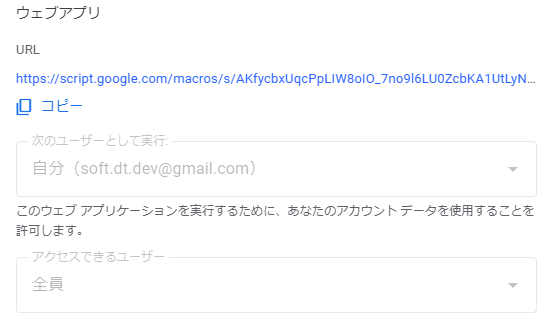 ウェブアプリ
URL
https://script.google.com/macros/s/AKfycbxUqcPpLIW8oIO_7no9l6LU0ZcbKA1UtLyN...
コピー
次のユーザーとして実行:
自分（soft.dt.dev@gmail.com）
このウェブ アプリケーションを実行するために、あなたのアカウント データを使用することを
許可します。
アクセスできるユーザー
全員